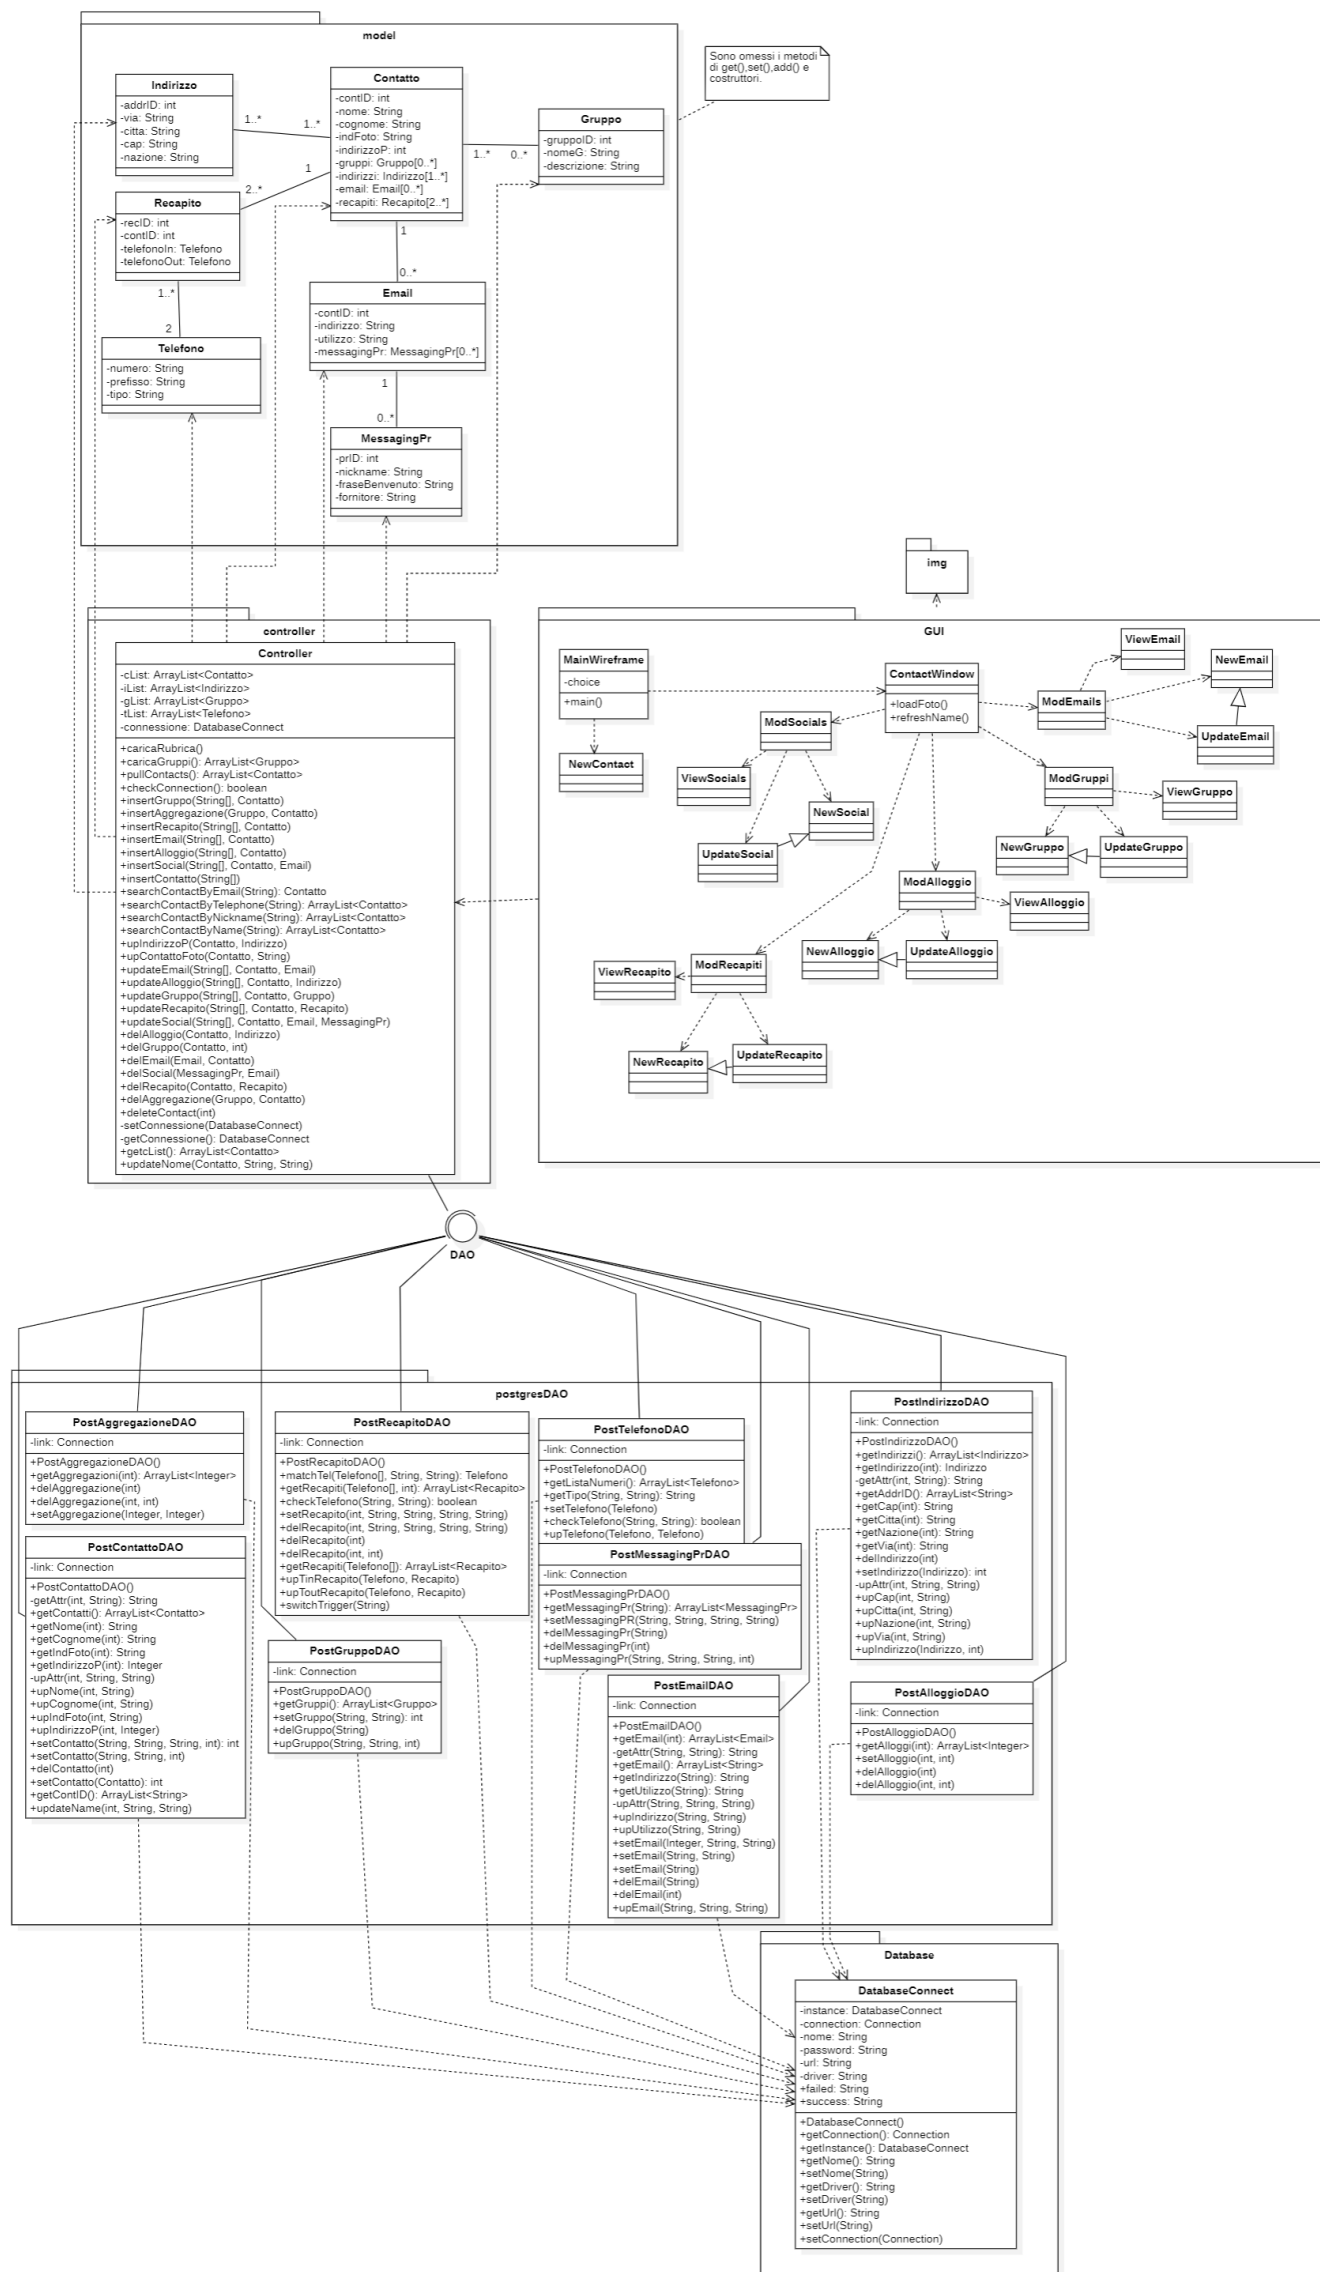 model
Sono omessi i metodi
di get(),set(),add() e
costruttori.
Indirizzo
-addrID: int
-via: String
-citta: String
-cap: String
-nazione: String
1..*
1..*
Contatto
-contID: int
-nome: String
-cognome: String
-indFoto: String
-indirizzoP: int
-gruppi: Gruppo[0..*]
-indirizzi: Indirizzo[1..*]
-email: Email[0..*]
-recapiti: Recapito[2..*]
1..*
0..*
Gruppo
-gruppoID: int
-nomeG: String
-descrizione: String
1
2..*
Recapito
-recID: int
-contID: int
-telefonoIn: Telefono
-telefonoOut: Telefono
1
0..*
1..*
2
Email
-contID: int
-indirizzo: String
-utilizzo: String
-messagingPr: MessagingPr[0..*]
Telefono
-numero: String
-prefisso: String
-tipo: String
1
0..*
MessagingPr
-prID: int
-nickname: String
-fraseBenvenuto: String
-fornitore: String
img
controller
Controller
-cList: ArrayList<Contatto>
-iList: ArrayList<Indirizzo>
-gList: ArrayList<Gruppo>
-tList: ArrayList<Telefono>
-connessione: DatabaseConnect
+caricaRubrica()
+caricaGruppi(): ArrayList<Gruppo>
+pullContacts(): ArrayList<Contatto>
+checkConnection(): boolean
+insertGruppo(String[], Contatto)
+insertAggregazione(Gruppo, Contatto)
+insertRecapito(String[], Contatto)
+insertEmail(String[], Contatto)
+insertAlloggio(String[], Contatto)
+insertSocial(String[], Contatto, Email)
+insertContatto(String[])
+searchContactByEmail(String): Contatto
+searchContactByTelephone(String): ArrayList<Contatto>
+searchContactByNickname(String): ArrayList<Contatto>
+searchContactByName(String): ArrayList<Contatto>
+upIndirizzoP(Contatto, Indirizzo)
+upContattoFoto(Contatto, String)
+updateEmail(String[], Contatto, Email)
+updateAlloggio(String[], Contatto, Indirizzo)
+updateGruppo(String[], Contatto, Gruppo)
+updateRecapito(String[], Contatto, Recapito)
+updateSocial(String[], Contatto, Email, MessagingPr)
+delAlloggio(Contatto, Indirizzo)
+delGruppo(Contatto, int)
+delEmail(Email, Contatto)
+delSocial(MessagingPr, Email)
+delRecapito(Contatto, Recapito)
+delAggregazione(Gruppo, Contatto)
+deleteContact(int)
-setConnessione(DatabaseConnect)
-getConnessione(): DatabaseConnect
+getcList(): ArrayList<Contatto>
+updateNome(Contatto, String, String)
GUI
MainWireframe
-choice
+main()
ContactWindow
+loadFoto()
+refreshName()
ViewEmail
NewEmail
ModEmails
UpdateEmail
ModSocials
NewContact
ViewSocials
NewSocial
UpdateSocial
ModGruppi
ViewGruppo
NewGruppo
UpdateGruppo
ModAlloggio
ViewAlloggio
NewAlloggio
UpdateAlloggio
ViewRecapito
ModRecapiti
NewRecapito
UpdateRecapito
DAO
postgresDAO
PostAggregazioneDAO
-link: Connection
+PostAggregazioneDAO()
+getAggregazioni(int): ArrayList<Integer>
+delAggregazione(int)
+delAggregazione(int, int)
+setAggregazione(Integer, Integer)
PostContattoDAO
-link: Connection
+PostContattoDAO()
-getAttr(int, String): String
+getContatti(): ArrayList<Contatto>
+getNome(int): String
+getCognome(int): String
+getIndFoto(int): String
+getIndirizzoP(int): Integer
-upAttr(int, String, String)
+upNome(int, String)
+upCognome(int, String)
+upIndFoto(int, String)
+upIndirizzoP(int, Integer)
+setContatto(String, String, String, int): int
+setContatto(String, String, int)
+delContatto(int)
+setContatto(Contatto): int
+getContID(): ArrayList<String>
+updateName(int, String, String)
PostRecapitoDAO
-link: Connection
+PostRecapitoDAO()
+matchTel(Telefono[], String, String): Telefono
+getRecapiti(Telefono[], int): ArrayList<Recapito>
+checkTelefono(String, String): boolean
+setRecapito(int, String, String, String, String)
+delRecapito(int, String, String, String, String)
+delRecapito(int)
+delRecapito(int, int)
+getRecapiti(Telefono[]): ArrayList<Recapito>
+upTinRecapito(Telefono, Recapito)
+upToutRecapito(Telefono, Recapito)
+switchTrigger(String)
PostGruppoDAO
-link: Connection
+PostGruppoDAO()
+getGruppi(): ArrayList<Gruppo>
+setGruppo(String, String): int
+delGruppo(String)
+upGruppo(String, String, int)
PostTelefonoDAO
-link: Connection
+PostTelefonoDAO()
+getListaNumeri(): ArrayList<Telefono>
+getTipo(String, String): String
+setTelefono(Telefono)
+checkTelefono(String, String): boolean
+upTelefono(Telefono, Telefono)
PostMessagingPrDAO
-link: Connection
+PostMessagingPrDAO()
+getMessagingPr(String): ArrayList<MessagingPr>
+setMessagingPR(String, String, String, String)
+delMessagingPr(String)
+delMessagingPr(int)
+upMessagingPr(String, String, String, int)
PostEmailDAO
-link: Connection
+PostEmailDAO()
+getEmail(int): ArrayList<Email>
-getAttr(String, String): String
+getEmail(): ArrayList<String>
+getIndirizzo(String): String
+getUtilizzo(String): String
-upAttr(String, String, String)
+upIndirizzo(String, String)
+upUtilizzo(String, String)
+setEmail(Integer, String, String)
+setEmail(String, String)
+setEmail(String)
+delEmail(String)
+delEmail(int)
+upEmail(String, String, String)
PostIndirizzoDAO
-link: Connection
+PostIndirizzoDAO()
+getIndirizzi(): ArrayList<Indirizzo>
+getIndirizzo(int): Indirizzo
-getAttr(int, String): String
+getAddrID(): ArrayList<String>
+getCap(int): String
+getCitta(int): String
+getNazione(int): String
+getVia(int): String
+delIndirizzo(int)
+setIndirizzo(Indirizzo): int
-upAttr(int, String, String)
+upCap(int, String)
+upCitta(int, String)
+upNazione(int, String)
+upVia(int, String)
+upIndirizzo(Indirizzo, int)
PostAlloggioDAO
-link: Connection
+PostAlloggioDAO()
+getAlloggi(int): ArrayList<Integer>
+setAlloggio(int, int)
+delAlloggio(int)
+delAlloggio(int, int)
Database
DatabaseConnect
-instance: DatabaseConnect
-connection: Connection
-nome: String
-password: String
-url: String
-driver: String
+failed: String
+success: String
+DatabaseConnect()
+getConnection(): Connection
+getInstance(): DatabaseConnect
+getNome(): String
+setNome(String)
+getDriver(): String
+setDriver(String)
+getUrl(): String
+setUrl(String)
+setConnection(Connection)